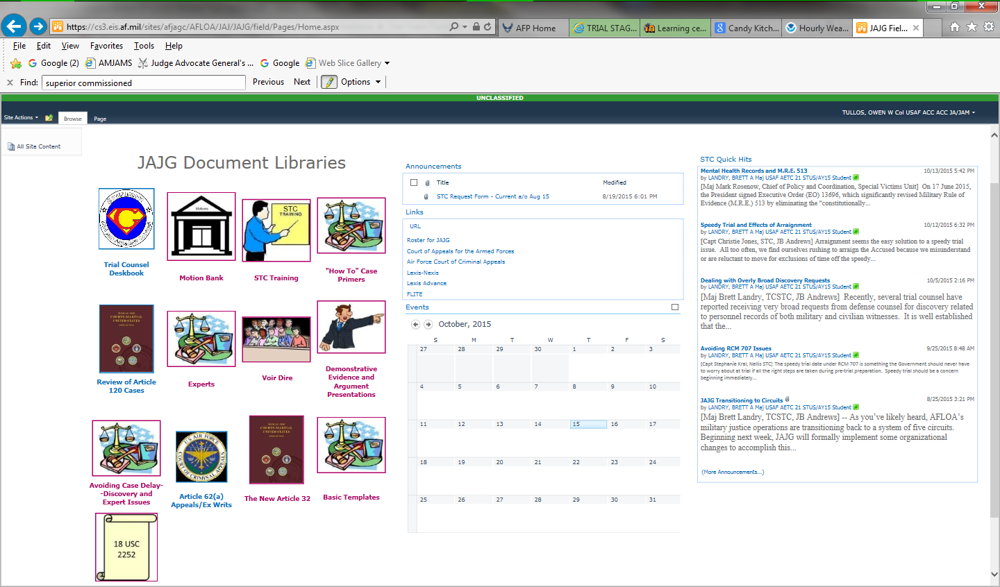 https://cs3.eis.af.mil/sites/afjagc/AFLOA/JAJ/JAJG/field/Pages/Home.aspx
AFP Home
TRIAL STAG...
Learning ce...
Candy Kitch...
Hourly Wea...
JAJG Fiel...
File Edit View Favorites Tools Help
Google (2) AMJAMS Judge Advocate General's ... Google Web Slice Gallery
Find: superior commissioned Previous Next Options
UNCLASSIFIED
Site Actions Browse Page
TULLOS, OWEN W Col USAF ACC ACC JA/JAM
All Site Content
JAJG Document Libraries
Trial Counsel
Deskbook
Motions
Motion Bank
STC
TRAINING
STC Training
"How To" Case
Primers
MANUAL FOR
COURTS-MARTIAL
UNITED STATES
Review of Article
120 Cases
Experts
Voir Dire
Demonstrative
Evidence and
Argument
Presentations
Avoiding Case Delay-
-Discovery and
Expert Issues
U.S. AIR FORCE
COURT OF CRIMINAL APPEALS
Article 62(a)
Appeals/Ex Writs
MANUAL FOR
COURTS-MARTIAL
UNITED STATES
The New Article 32
Basic Templates
18 USC
2252
Announcements
Title Modified
STC Request Form - Current a/o Aug 15 8/19/2015 6:01 PM
Links
URL
Roster for JAJG
Court of Appeals for the Armed Forces
Air Force Court of Criminal Appeals
Lexis-Nexis
Lexis Advance
FLITE
Events
October, 2015
S M T W T F S
27 28 29 30 1 2 3
4 5 6 7 8 9 10
11 12 13 14 15 16 17
18 19 20 21 22 23 24
25 26 27 28 29 30 31
STC Quick Hits
Mental Health Records and M.R.E. 513 10/13/2015 5:42 PM
by LANDRY, BRETT A Maj USAF AETC 21 STUS/AY15 Student
[Maj Mark Rosenow, Chief of Policy and Coordination, Special Victims Unit] On 17 June 2015,
the President signed Executive Order (EO) 13696, which significantly revised Military Rule of
Evidence (M.R.E.) 513 by eliminating the "constitutionally...
Speedy Trial and Effects of Arraignment 10/12/2015 6:32 PM
by LANDRY, BRETT A Maj USAF AETC 21 STUS/AY15 Student
[Capt Christie Jones, STC, JB Andrews] Arraignment seems the easy solution to a speedy trial
issue. All too often, we find ourselves rushing to arraign the Accused because we misunderstand
or are reluctant to move for exclusions of time off the speedy...
Dealing with Overly Broad Discovery Requests 10/5/2015 2:16 PM
by LANDRY, BRETT A Maj USAF AETC 21 STUS/AY15 Student
[Maj Brett Landry, TCSTC, JB Andrews] Recently, several trial counsel have
reported receiving very broad requests from defense counsel for discovery related
to personnel records of both military and civilian witnesses. It is well established
that the...
Avoiding RCM 707 Issues 9/25/2015 8:48 AM
by LANDRY, BRETT A Maj USAF AETC 21 STUS/AY15 Student
[Capt Stephanie Kral, Nellis STC] The speedy trial date under RCM 707 is something the Government should never have
to worry about at trial if all the right steps are taken during pre-trial preparation. Speedy trial should be a concern
beginning immediately...
JAJG Transitioning to Circuits 8/25/2015 3:21 PM
by LANDRY, BRETT A Maj USAF AETC 21 STUS/AY15 Student
[Maj Brett Landry, TCSTC, JB Andrews] -- As you've likely heard, AFLOA's
military justice operations are transitioning back to a system of five circuits.
Beginning next week, JAJG will formally implement some organizational
changes to accomplish this...
(More Announcements...)